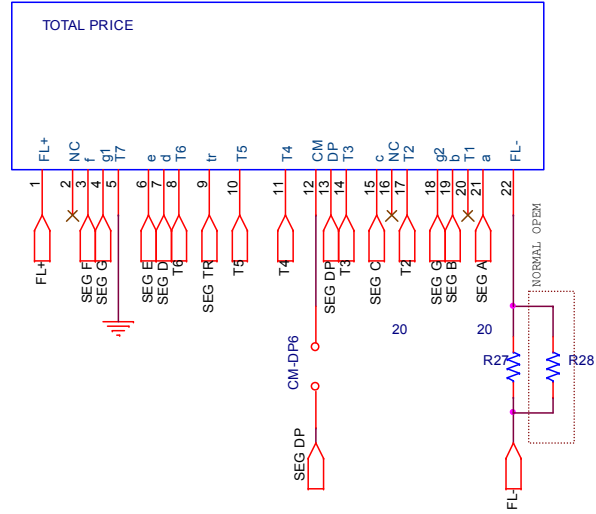 TOTAL PRICE
FL+
NC
f
g1
T7
e
d
T6
tr
T5
T4
CM
DP
T3
c
NC
T2
g2
b
T1
a
FL-
1
2
3
4
5
6
7
8
9
10
11
12
13
14
15
16
17
18
19
20
21
22
FL+
SEG F
SEG G
SEG E
SEG D
T6
SEG TR
T5
T4
SEG DP
T3
SEG C
T2
SEG G
SEG B
SEG A
NORMAL OPEM
CM-DP6
20
20
R27
R28
SEG DP
FL-